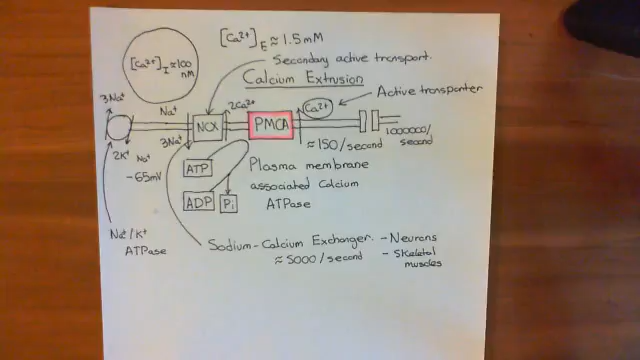 [Ca²⁺]E ≈ 1.5mM
Secondary active transport.
[Ca²⁺]I ≈ 100
nM
Calcium Extrusion
Active transporter
3Na⁺
Na⁺
2Ca²⁺
Ca²⁺
NCX
PMCA
3Na⁺
≈150/second
1000000/
second
2K⁺
Na⁺
-65mV
ATP
Plasma membrane
associated Calcium
ATPase
ADP
Pi
Na⁺/K⁺
ATPase
Sodium-Calcium Exchanger.
≈5000/second
- Neurons
- Skeletal
muscles